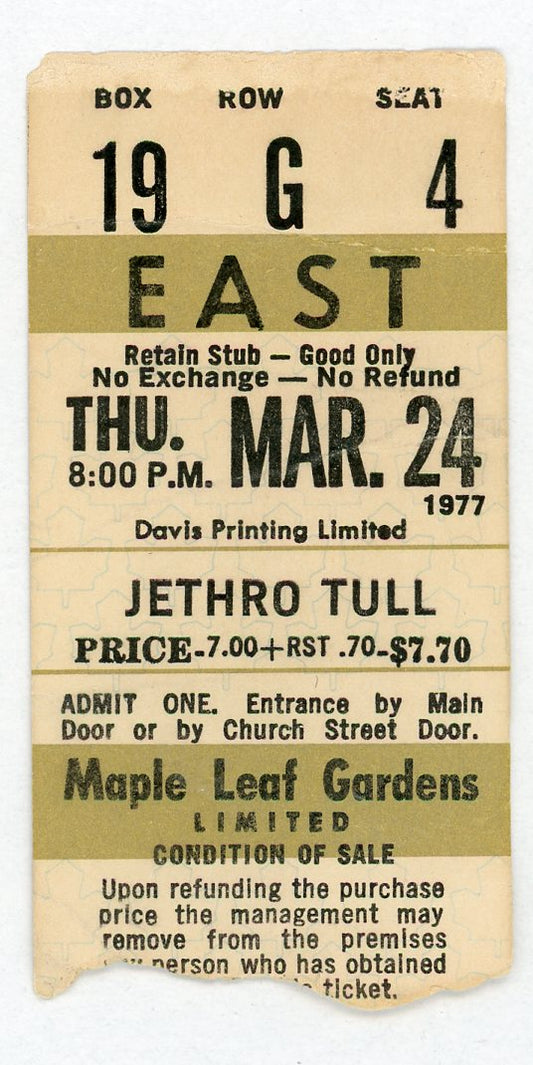 BOX ROW SEAT
19 G 4
EAST
Retain Stub — Good Only
No Exchange — No Refund
THU. MAR. 24
8:00 P.M.
1977
Davis Printing Limited
JETHRO TULL
PRICE-7.00+RST .70-$7.70
ADMIT ONE. Entrance by Main
Door or by Church Street Door.
Maple Leaf Gardens
LIMITED
CONDITION OF SALE
Upon refunding the purchase
price the management may
remove from the premises
person who has obtained
ticket.